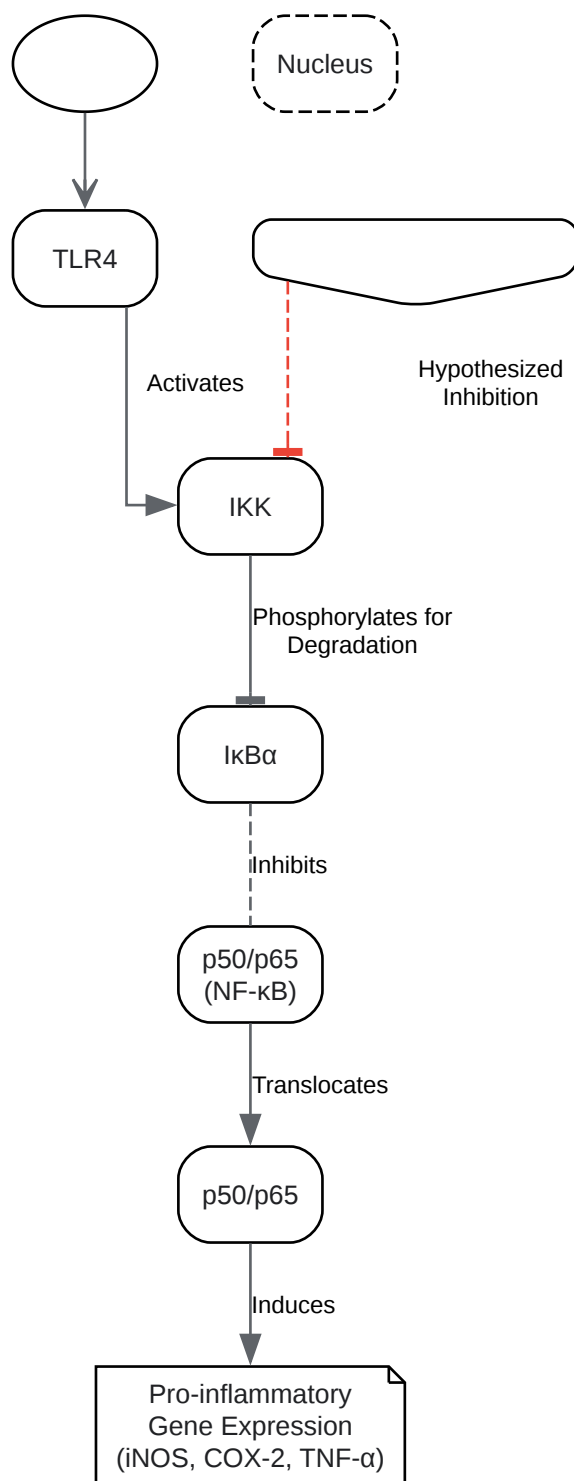 Nucleus
TLR4
Activates
Hypothesized
Inhibition
IKK
Phosphorylates for
Degradation
IκBα
Inhibits
p50/p65
(NF-κB)
Translocates
p50/p65
Induces
Pro-inflammatory
Gene Expression
(iNOS, COX-2, TNF-α)